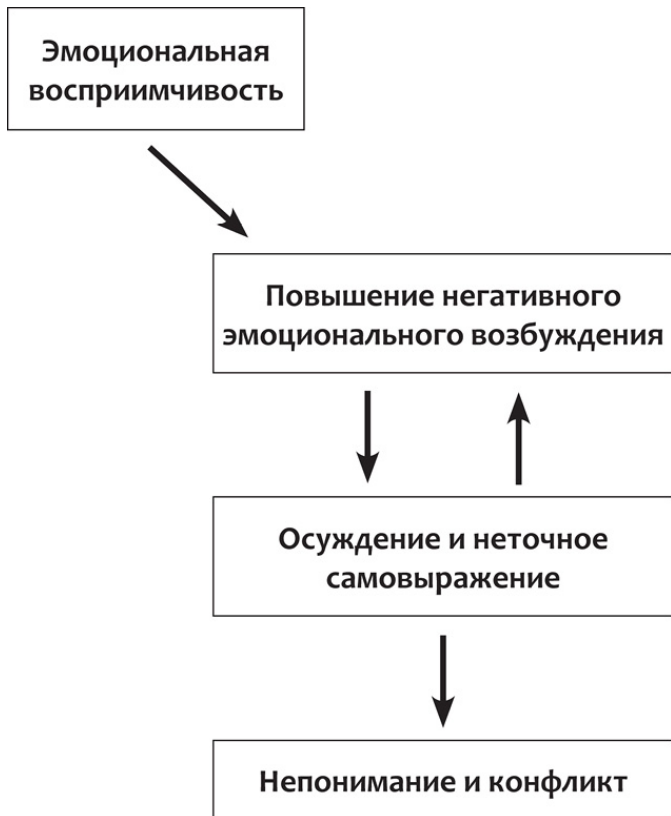 Эмоциональная
восприимчивость
Повышение негативного
эмоционального возбуждения
Осуждение и неточное
самовыражение
Непонимание и конфликт